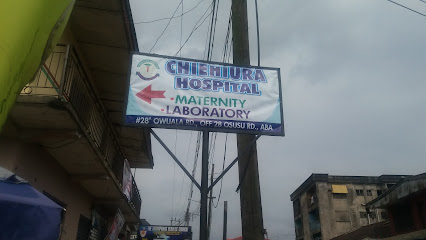 CHIEHIURA
HOSPITAL
-MATERNITY
-LABORATORY
#28* OWUALA RD., OFF 28 OSUSU RD., ABA